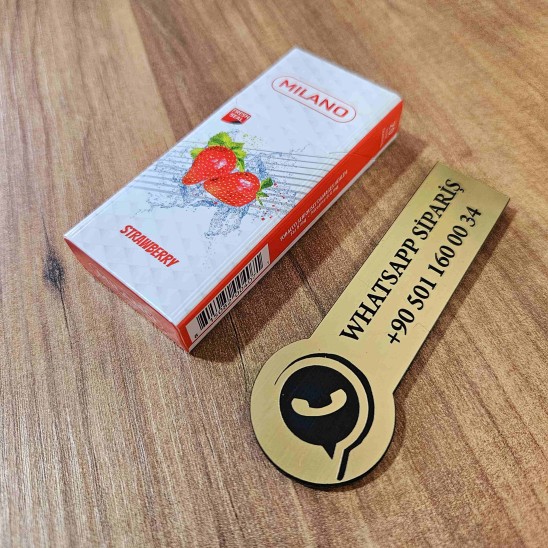 MILANO
STRAWBERRY
WHATSAPP SİPARİŞ
+90 501 160 00 34